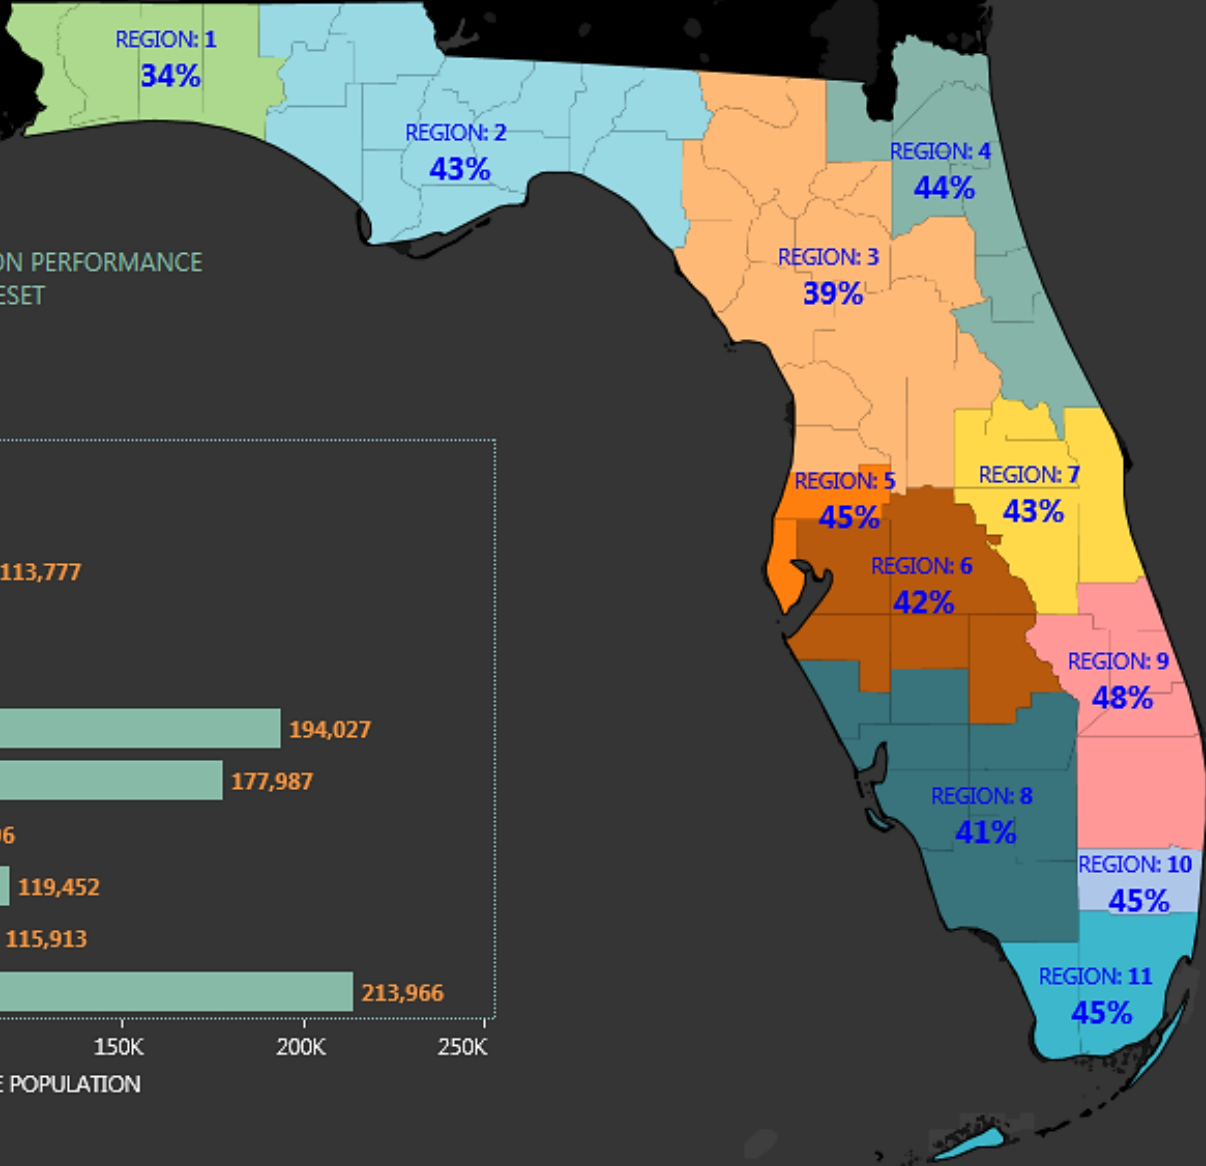 REGION: 1
34%
REGION: 2
43%
REGION: 4
44%
ON PERFORMANCE
ESET
REGION: 3
39%
REGION: 5
45%
REGION: 7
43%
113,777
REGION: 6
42%
REGION: 9
48%
194,027
177,987
REGION: 8
41%
06
119,452
REGION: 10
45%
115,913
213,966
REGION: 11
45%
150K
200K
250K
E POPULATION